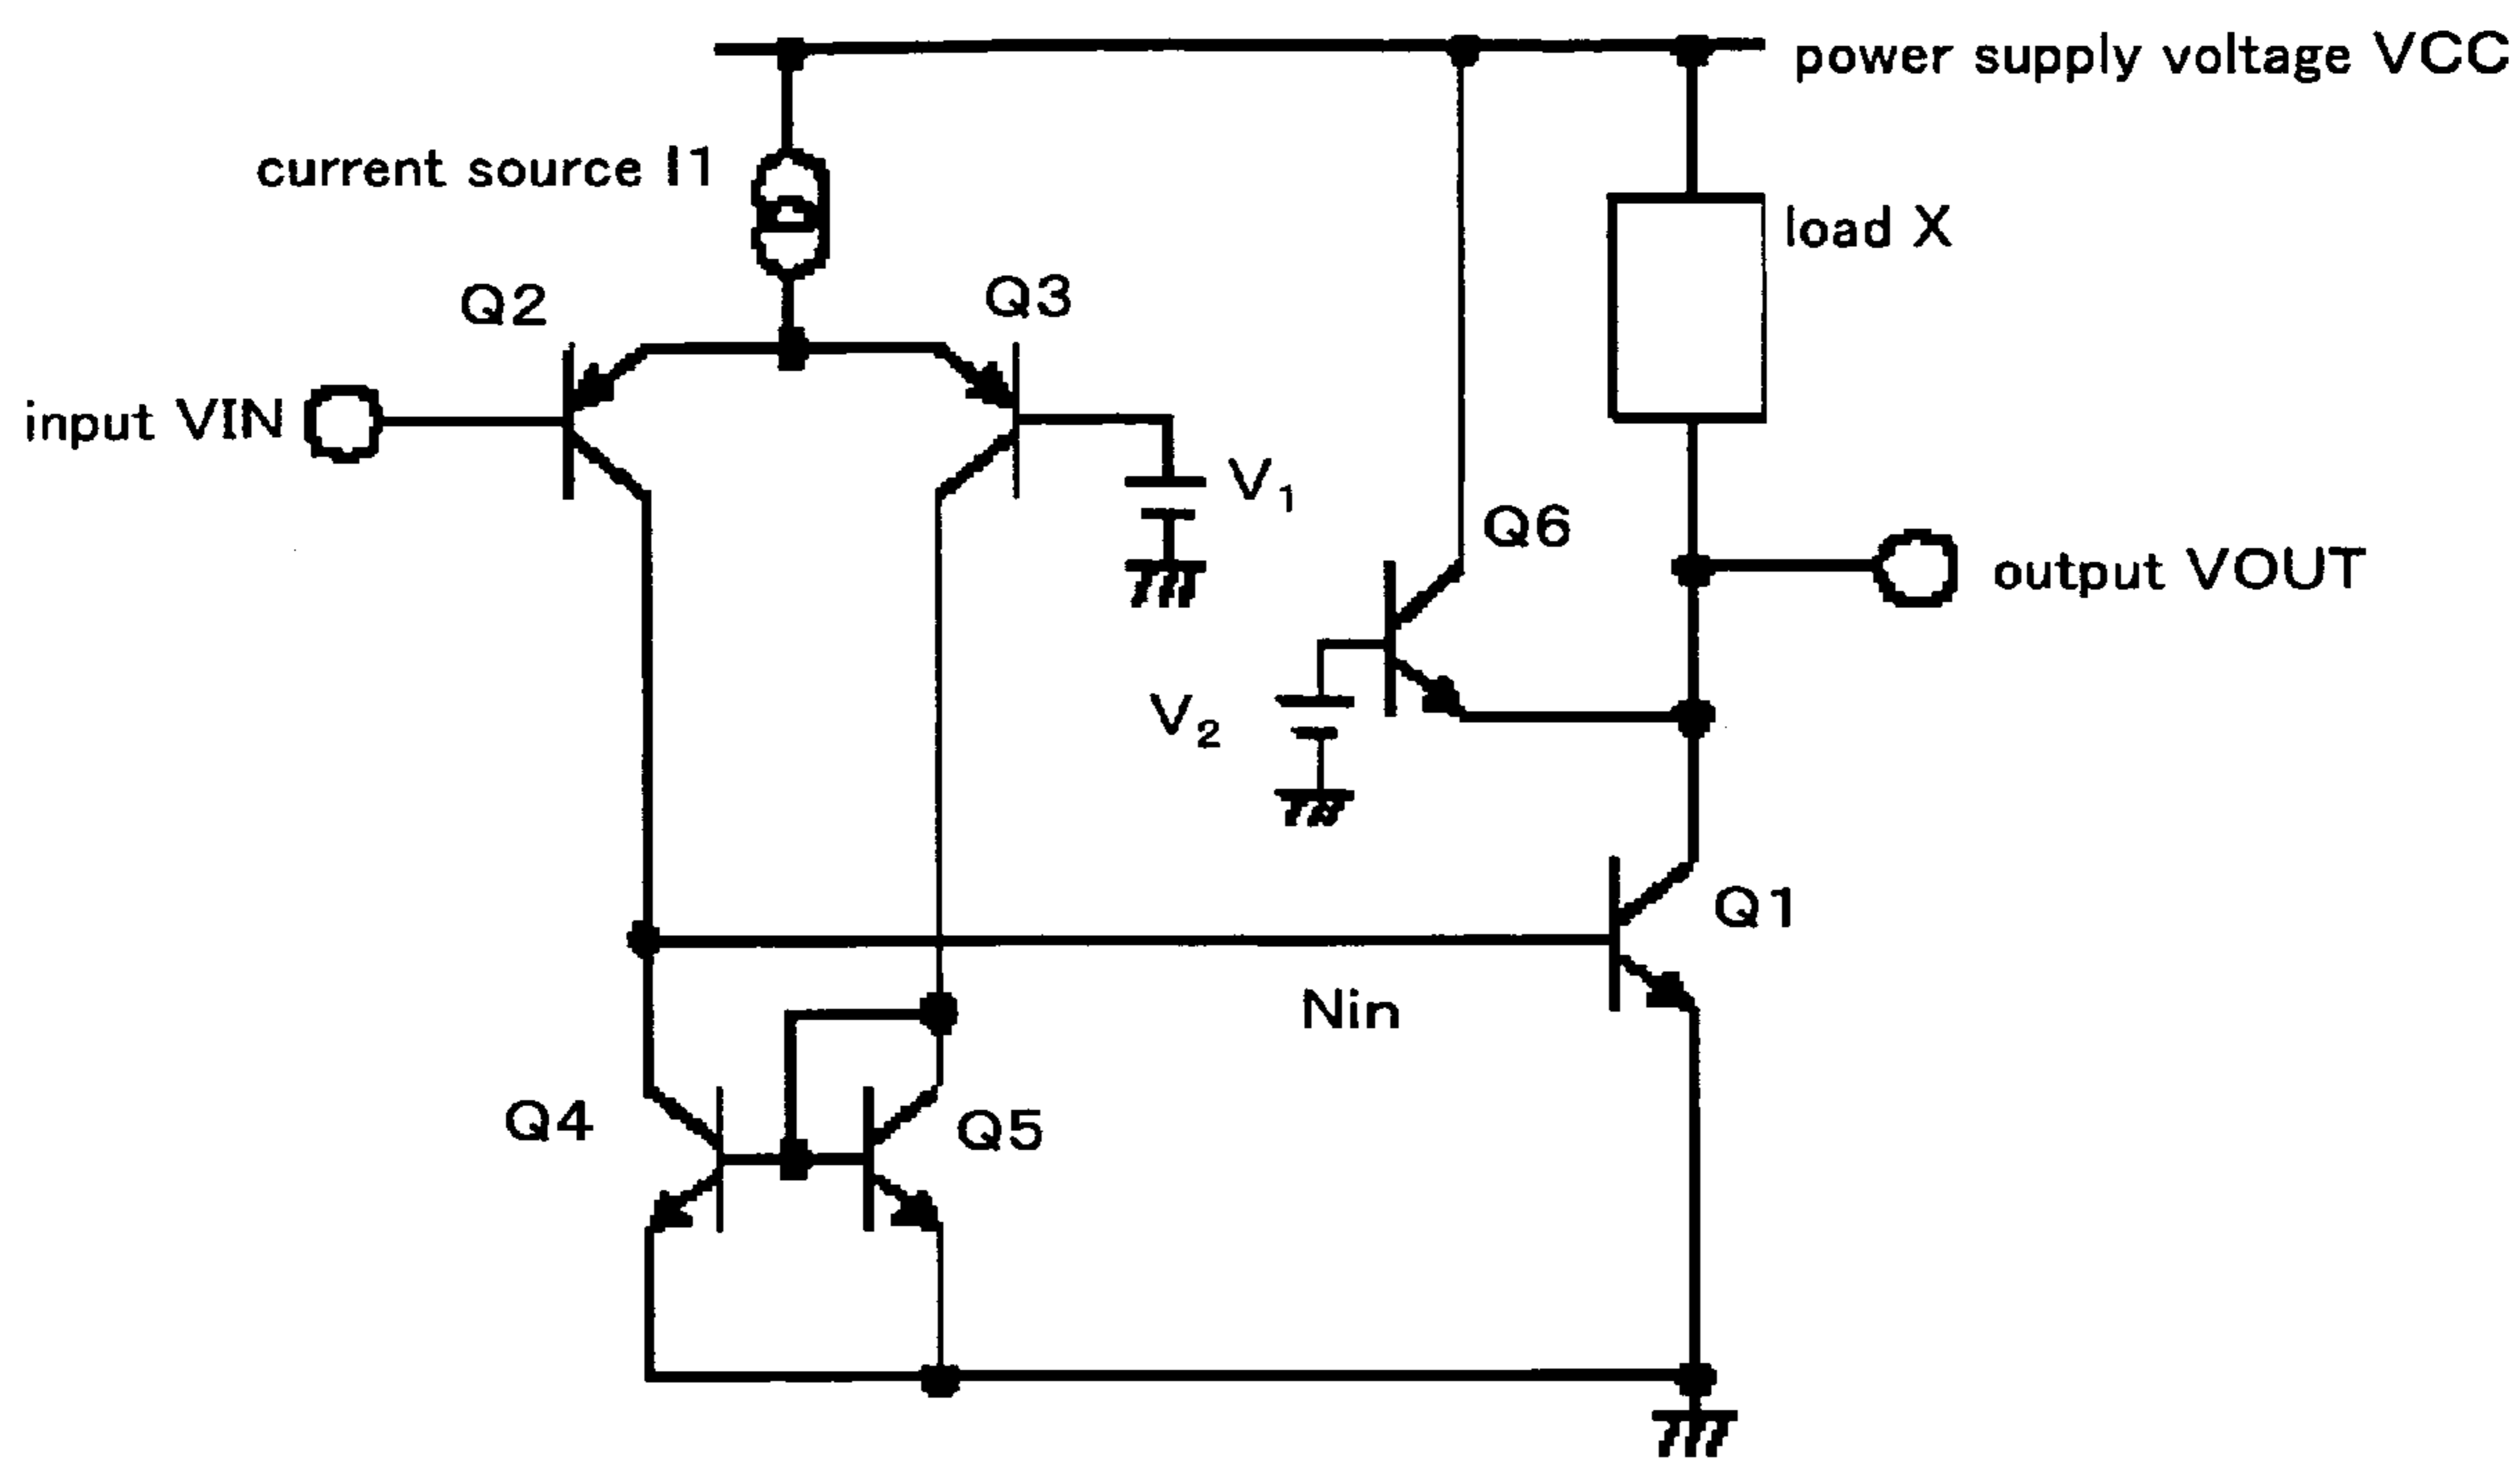 power supply voltage VCC
current source I1
load X
Q2
Q3
input VIN
V1
Q6
output VOUT
V2
Q1
Nin
Q4
Q5